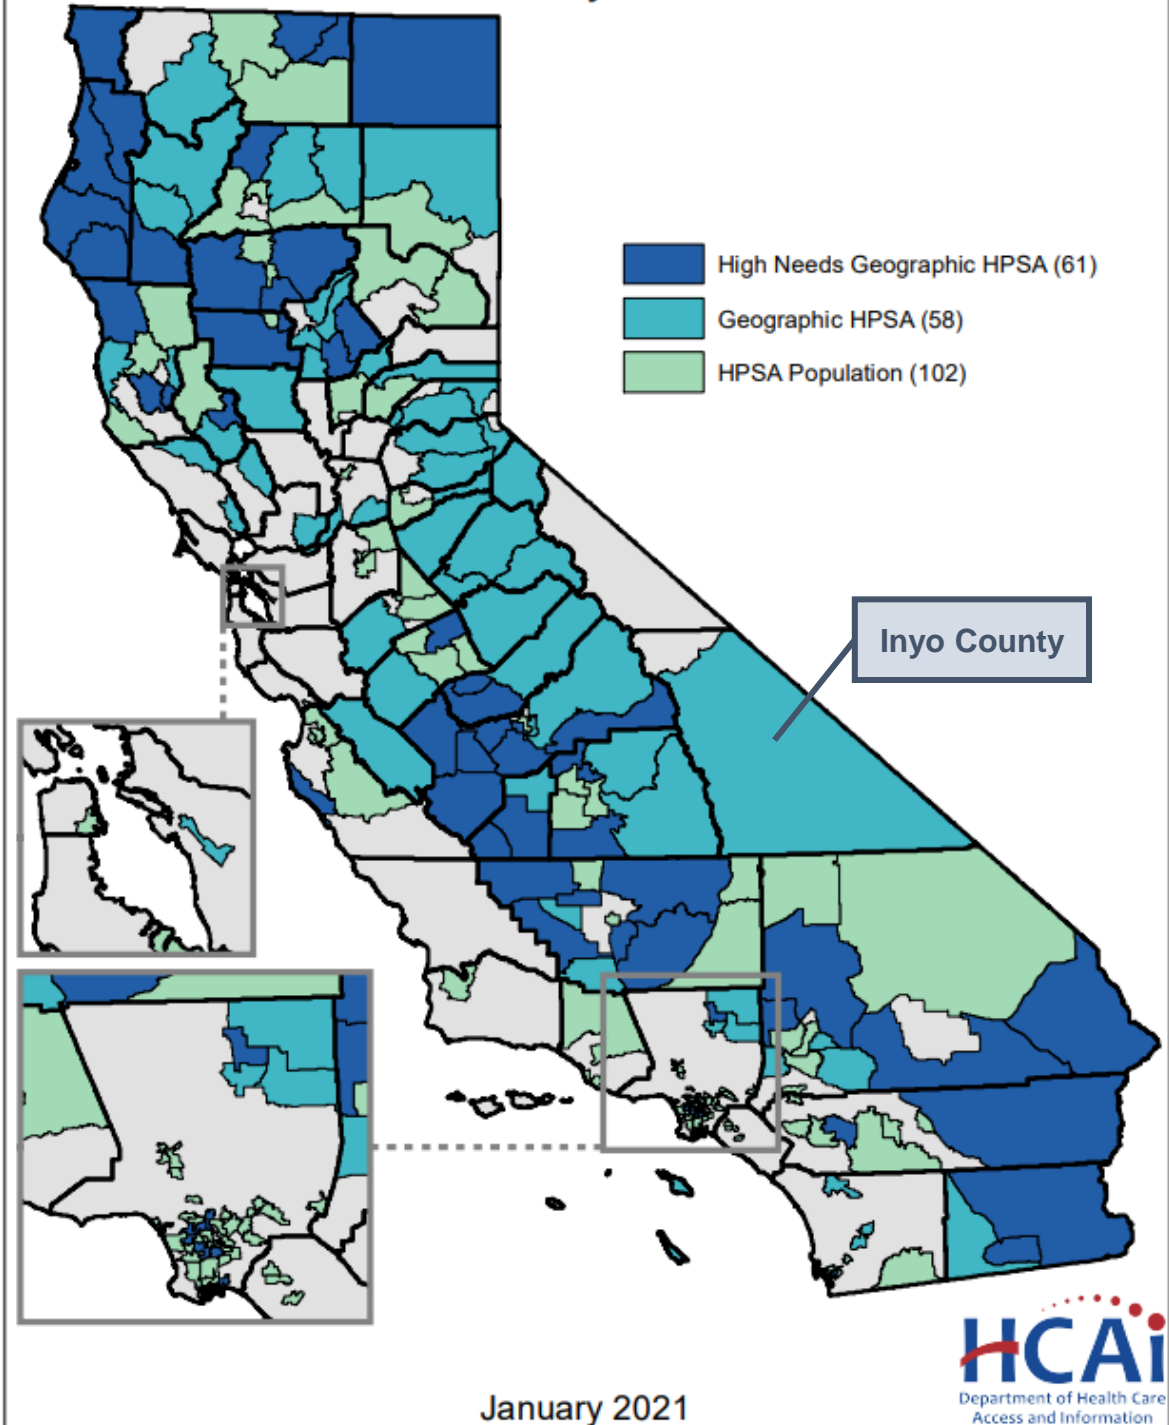 High Needs Geographic HPSA (61)
Geographic HPSA (58)
HPSA Population (102)
Inyo County
HCAi
Department of Health Care
Access and Information
January 2021